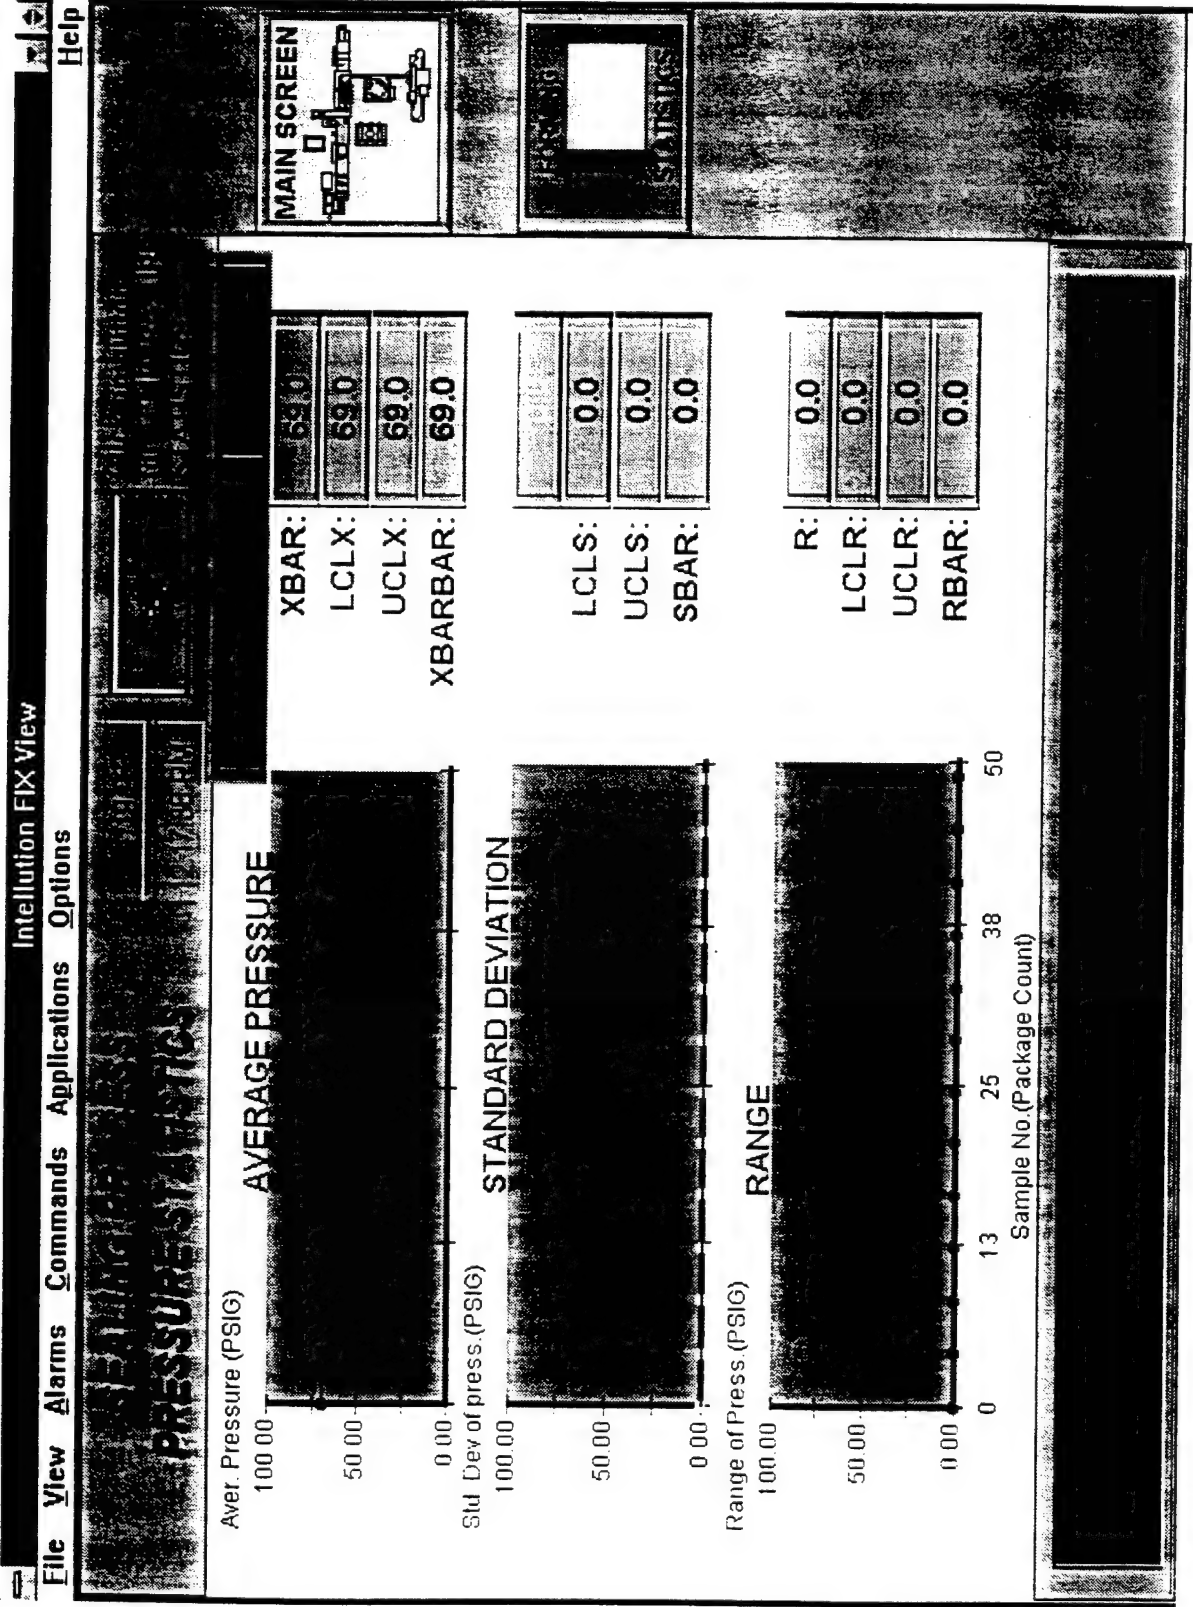 Intellution FIX View
File View Alarms Commands Applications Options Help
SEALING PRESS
PRESSURE STATISTICS
MAIN SCREEN
Aver. Pressure (PSIG)
AVERAGE PRESSURE
100.00
50.00
0.00
XBAR: 69.0
LCLX: 69.0
UCLX: 69.0
XBARBAR: 69.0
Std Dev of press.(PSIG)
STANDARD DEVIATION
100.00
50.00
0.00
LCLS: 0.0
UCLS: 0.0
SBAR: 0.0
FORMING
STATISICS
Range of Press.(PSIG)
RANGE
100.00
50.00
0.00
R: 0.0
LCLR: 0.0
UCLR: 0.0
RBAR: 0.0
0 13 25 38 50
Sample No.(Package Count)